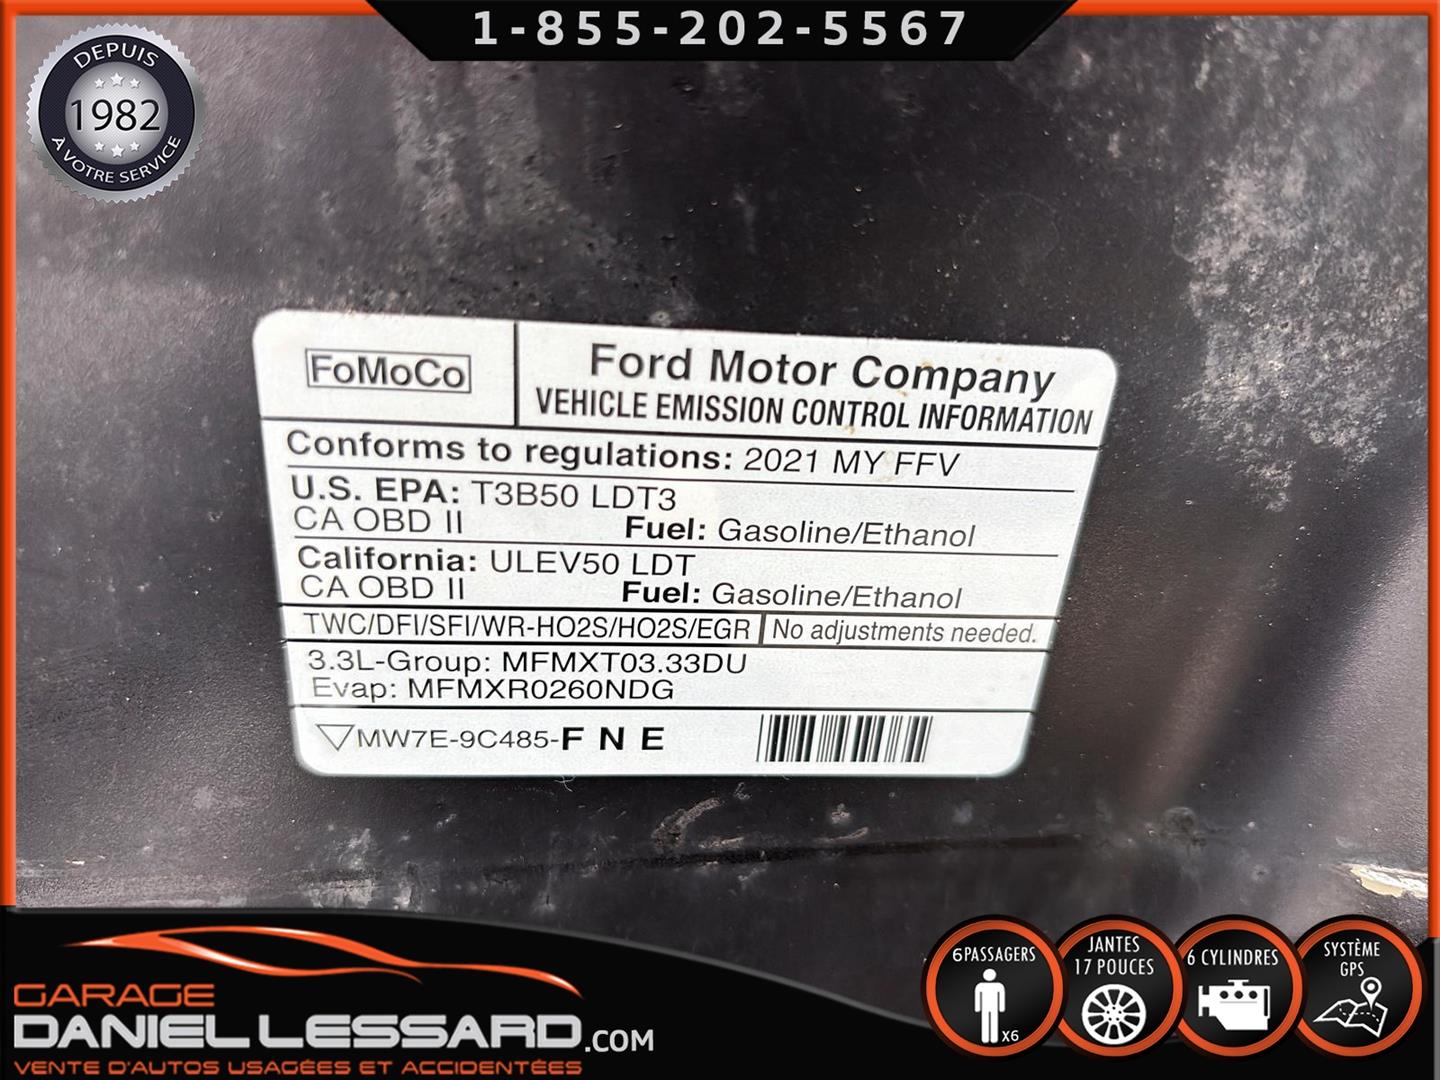 1-855-202-5567
DEPUIS
1982
À VOTRE SERVICE
FoMoCo
Ford Motor Company
VEHICLE EMISSION CONTROL INFORMATION
Conforms to regulations: 2021 MY FFV
U.S. EPA: T3B50 LDT3
CA OBD II Fuel: Gasoline/Ethanol
California: ULEV50 LDT
CA OBD II Fuel: Gasoline/Ethanol
TWC/DFI/SFI/WR-HO2S/HO2S/EGR No adjustments needed.
3.3L-Group: MFMXT03.33DU
Evap: MFMXR0260NDG
MW7E-9C485-F N E
GARAGE
DANIEL LESSARD.COM
VENTE D'AUTOS USAGÉES ET ACCIDENTÉES
6 PASSAGERS
X6
JANTES
17 POUCES
6 CYLINDRES
SYSTÈME
GPS